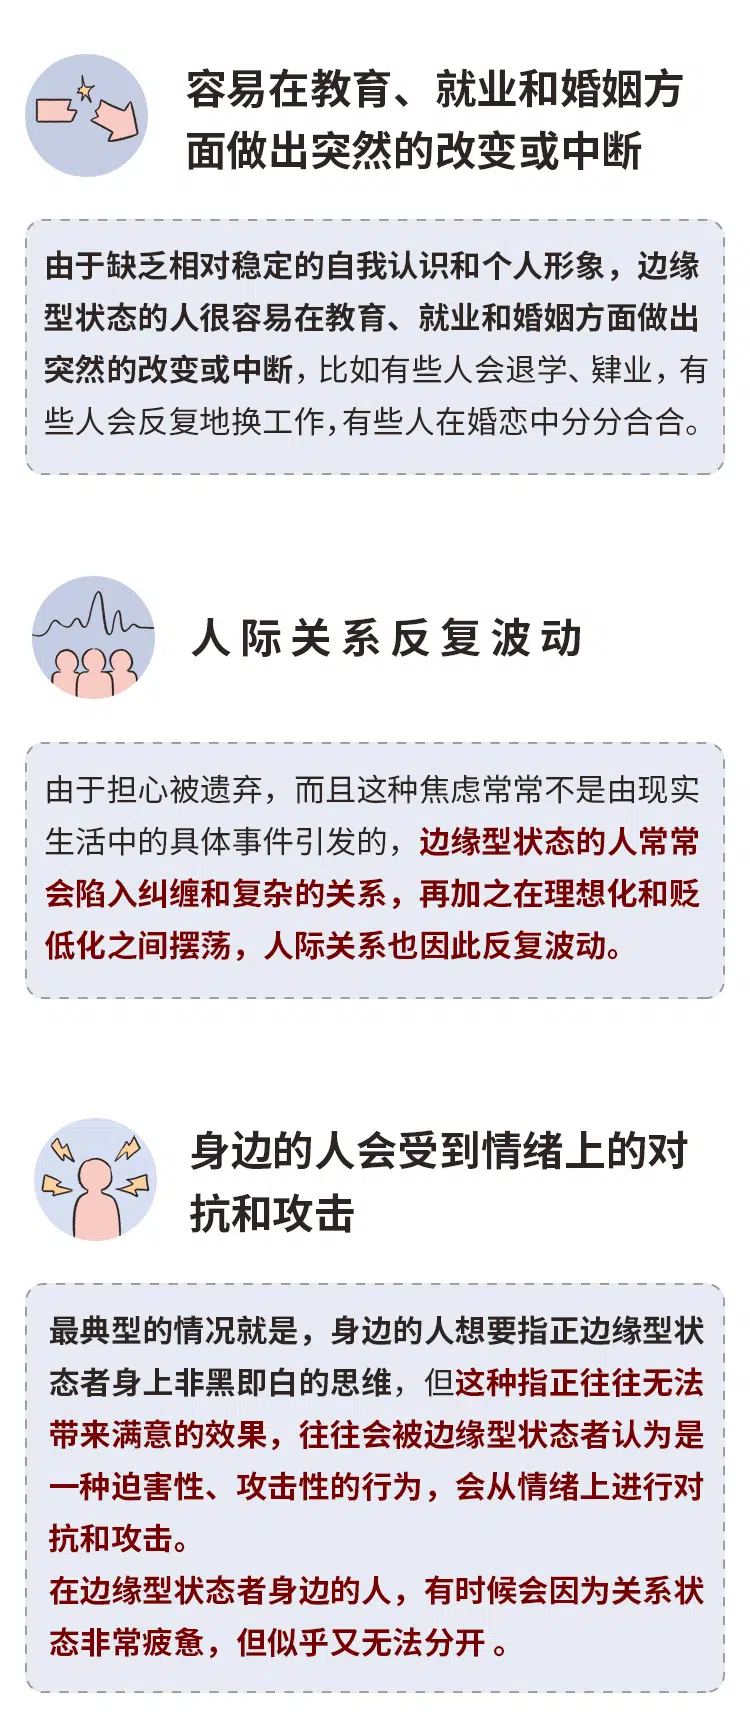 容易在教育、就业和婚姻方
面做出突然的改变或中断
由于缺乏相对稳定的自我认识和个人形象，边缘
型状态的人很容易在教育、就业和婚姻方面做出
突然的改变或中断，比如有些人会退学、肄业，有
些人会反复地换工作，有些人在婚恋中分分合合。
人际关系反复波动
由于担心被遗弃，而且这种焦虑常常不是由现实
生活中的具体事件引发的，边缘型状态的人常常
会陷入纠缠和复杂的关系，再加之在理想化和贬
低化之间摆荡，人际关系也因此反复波动。
身边的人会受到情绪上的对
抗和攻击
最典型的情况就是，身边的人想要指正边缘型状
态者身上非黑即白的思维，但这种指正往往无法
带来满意的效果，往往会被边缘型状态者认为是
一种迫害性、攻击性的行为，会从情绪上进行对
抗和攻击。
在边缘型状态者身边的人，有时候会因为关系状
态非常疲惫，但似乎又无法分开。